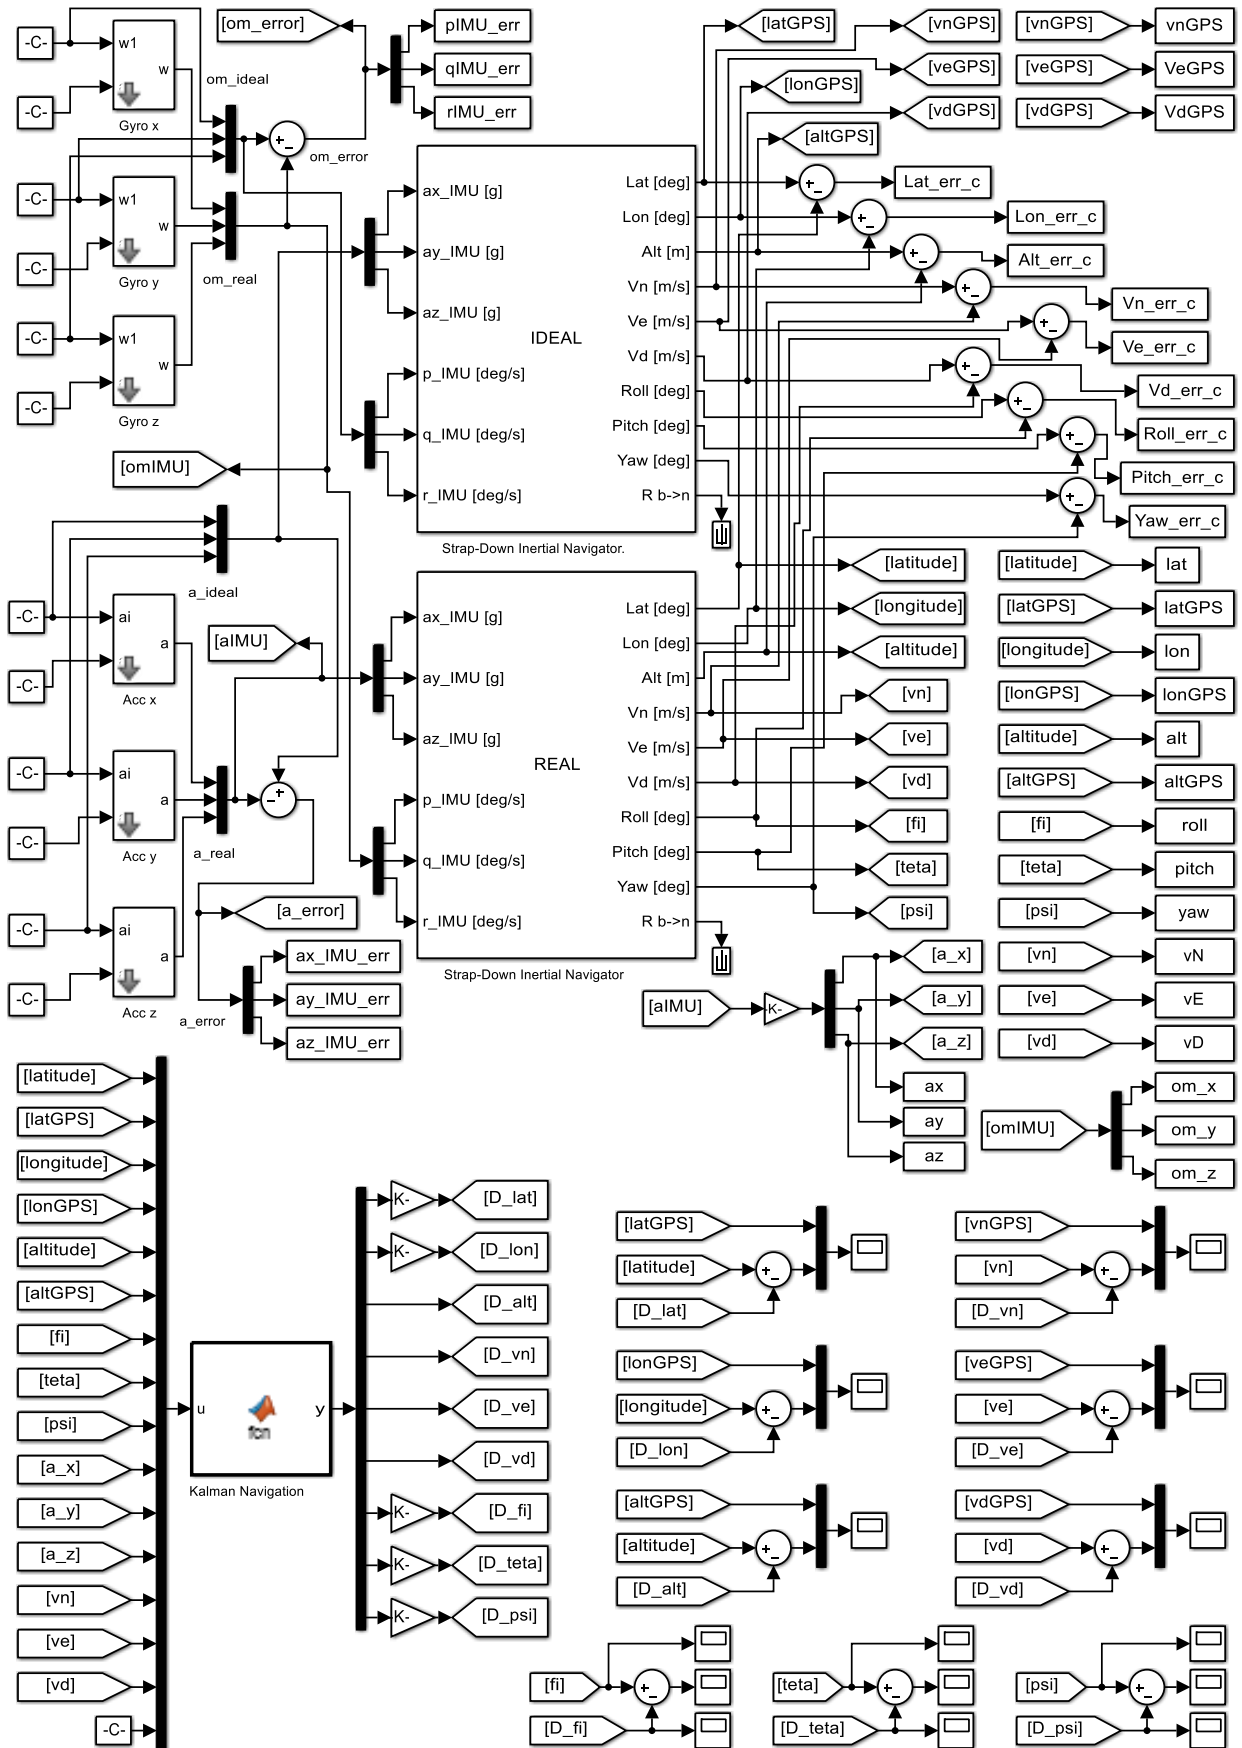 -C-
w1
w
Gyro x
-C-
om_ideal
[om_error]
pIMU_err
qIMU_err
rIMU_err
+
−
om_error
-C-
w1
w
Gyro y
-C-
om_real
-C-
w1
w
Gyro z
-C-
[omIMU]
ax_IMU [g]
ay_IMU [g]
az_IMU [g]
p_IMU [deg/s]
q_IMU [deg/s]
r_IMU [deg/s]
IDEAL
Lat [deg]
Lon [deg]
Alt [m]
Vn [m/s]
Ve [m/s]
Vd [m/s]
Roll [deg]
Pitch [deg]
Yaw [deg]
R b->n
Strap-Down Inertial Navigator.
[latGPS]
[lonGPS]
[altGPS]
[vnGPS]
[veGPS]
[vdGPS]
[vnGPS]
vnGPS
[veGPS]
VeGPS
[vdGPS]
VdGPS
+
−
Lat_err_c
+
−
Lon_err_c
+
−
Alt_err_c
+
−
Vn_err_c
+
−
Ve_err_c
+
−
Vd_err_c
+
−
Roll_err_c
+
−
Pitch_err_c
+
−
Yaw_err_c
a_ideal
-C-
ai
a
Acc x
-C-
[aIMU]
-C-
ai
a
Acc y
-C-
a_real
−
+
-C-
ai
a
Acc z
-C-
[a_error]
a_error
ax_IMU_err
ay_IMU_err
az_IMU_err
ax_IMU [g]
ay_IMU [g]
az_IMU [g]
p_IMU [deg/s]
q_IMU [deg/s]
r_IMU [deg/s]
REAL
Lat [deg]
Lon [deg]
Alt [m]
Vn [m/s]
Ve [m/s]
Vd [m/s]
Roll [deg]
Pitch [deg]
Yaw [deg]
R b->n
Strap-Down Inertial Navigator
[latitude]
[longitude]
[altitude]
[vn]
[ve]
[vd]
[fi]
[teta]
[psi]
[latitude]
lat
[latGPS]
latGPS
[longitude]
lon
[lonGPS]
lonGPS
[altitude]
alt
[altGPS]
altGPS
[fi]
roll
[teta]
pitch
[psi]
yaw
[vn]
vN
[ve]
vE
[vd]
vD
[aIMU]
-K-
[a_x]
[a_y]
[a_z]
ax
ay
az
[omIMU]
om_x
om_y
om_z
[latitude]
[latGPS]
[longitude]
[lonGPS]
[altitude]
[altGPS]
[fi]
[teta]
[psi]
[a_x]
[a_y]
[a_z]
[vn]
[ve]
[vd]
-C-
u
fcn
y
Kalman Navigation
K-
[D_lat]
K-
[D_lon]
[D_alt]
[D_vn]
[D_ve]
[D_vd]
K-
[D_fi]
K-
[D_teta]
K-
[D_psi]
[latGPS]
[latitude]
+
−
[D_lat]
[vnGPS]
[vn]
+
−
[D_vn]
[lonGPS]
[longitude]
+
−
[D_lon]
[veGPS]
[ve]
+
−
[D_ve]
[altGPS]
[altitude]
+
−
[D_alt]
[vdGPS]
[vd]
+
−
[D_vd]
[fi]
+
−
[D_fi]
[teta]
+
−
[D_teta]
[psi]
+
−
[D_psi]